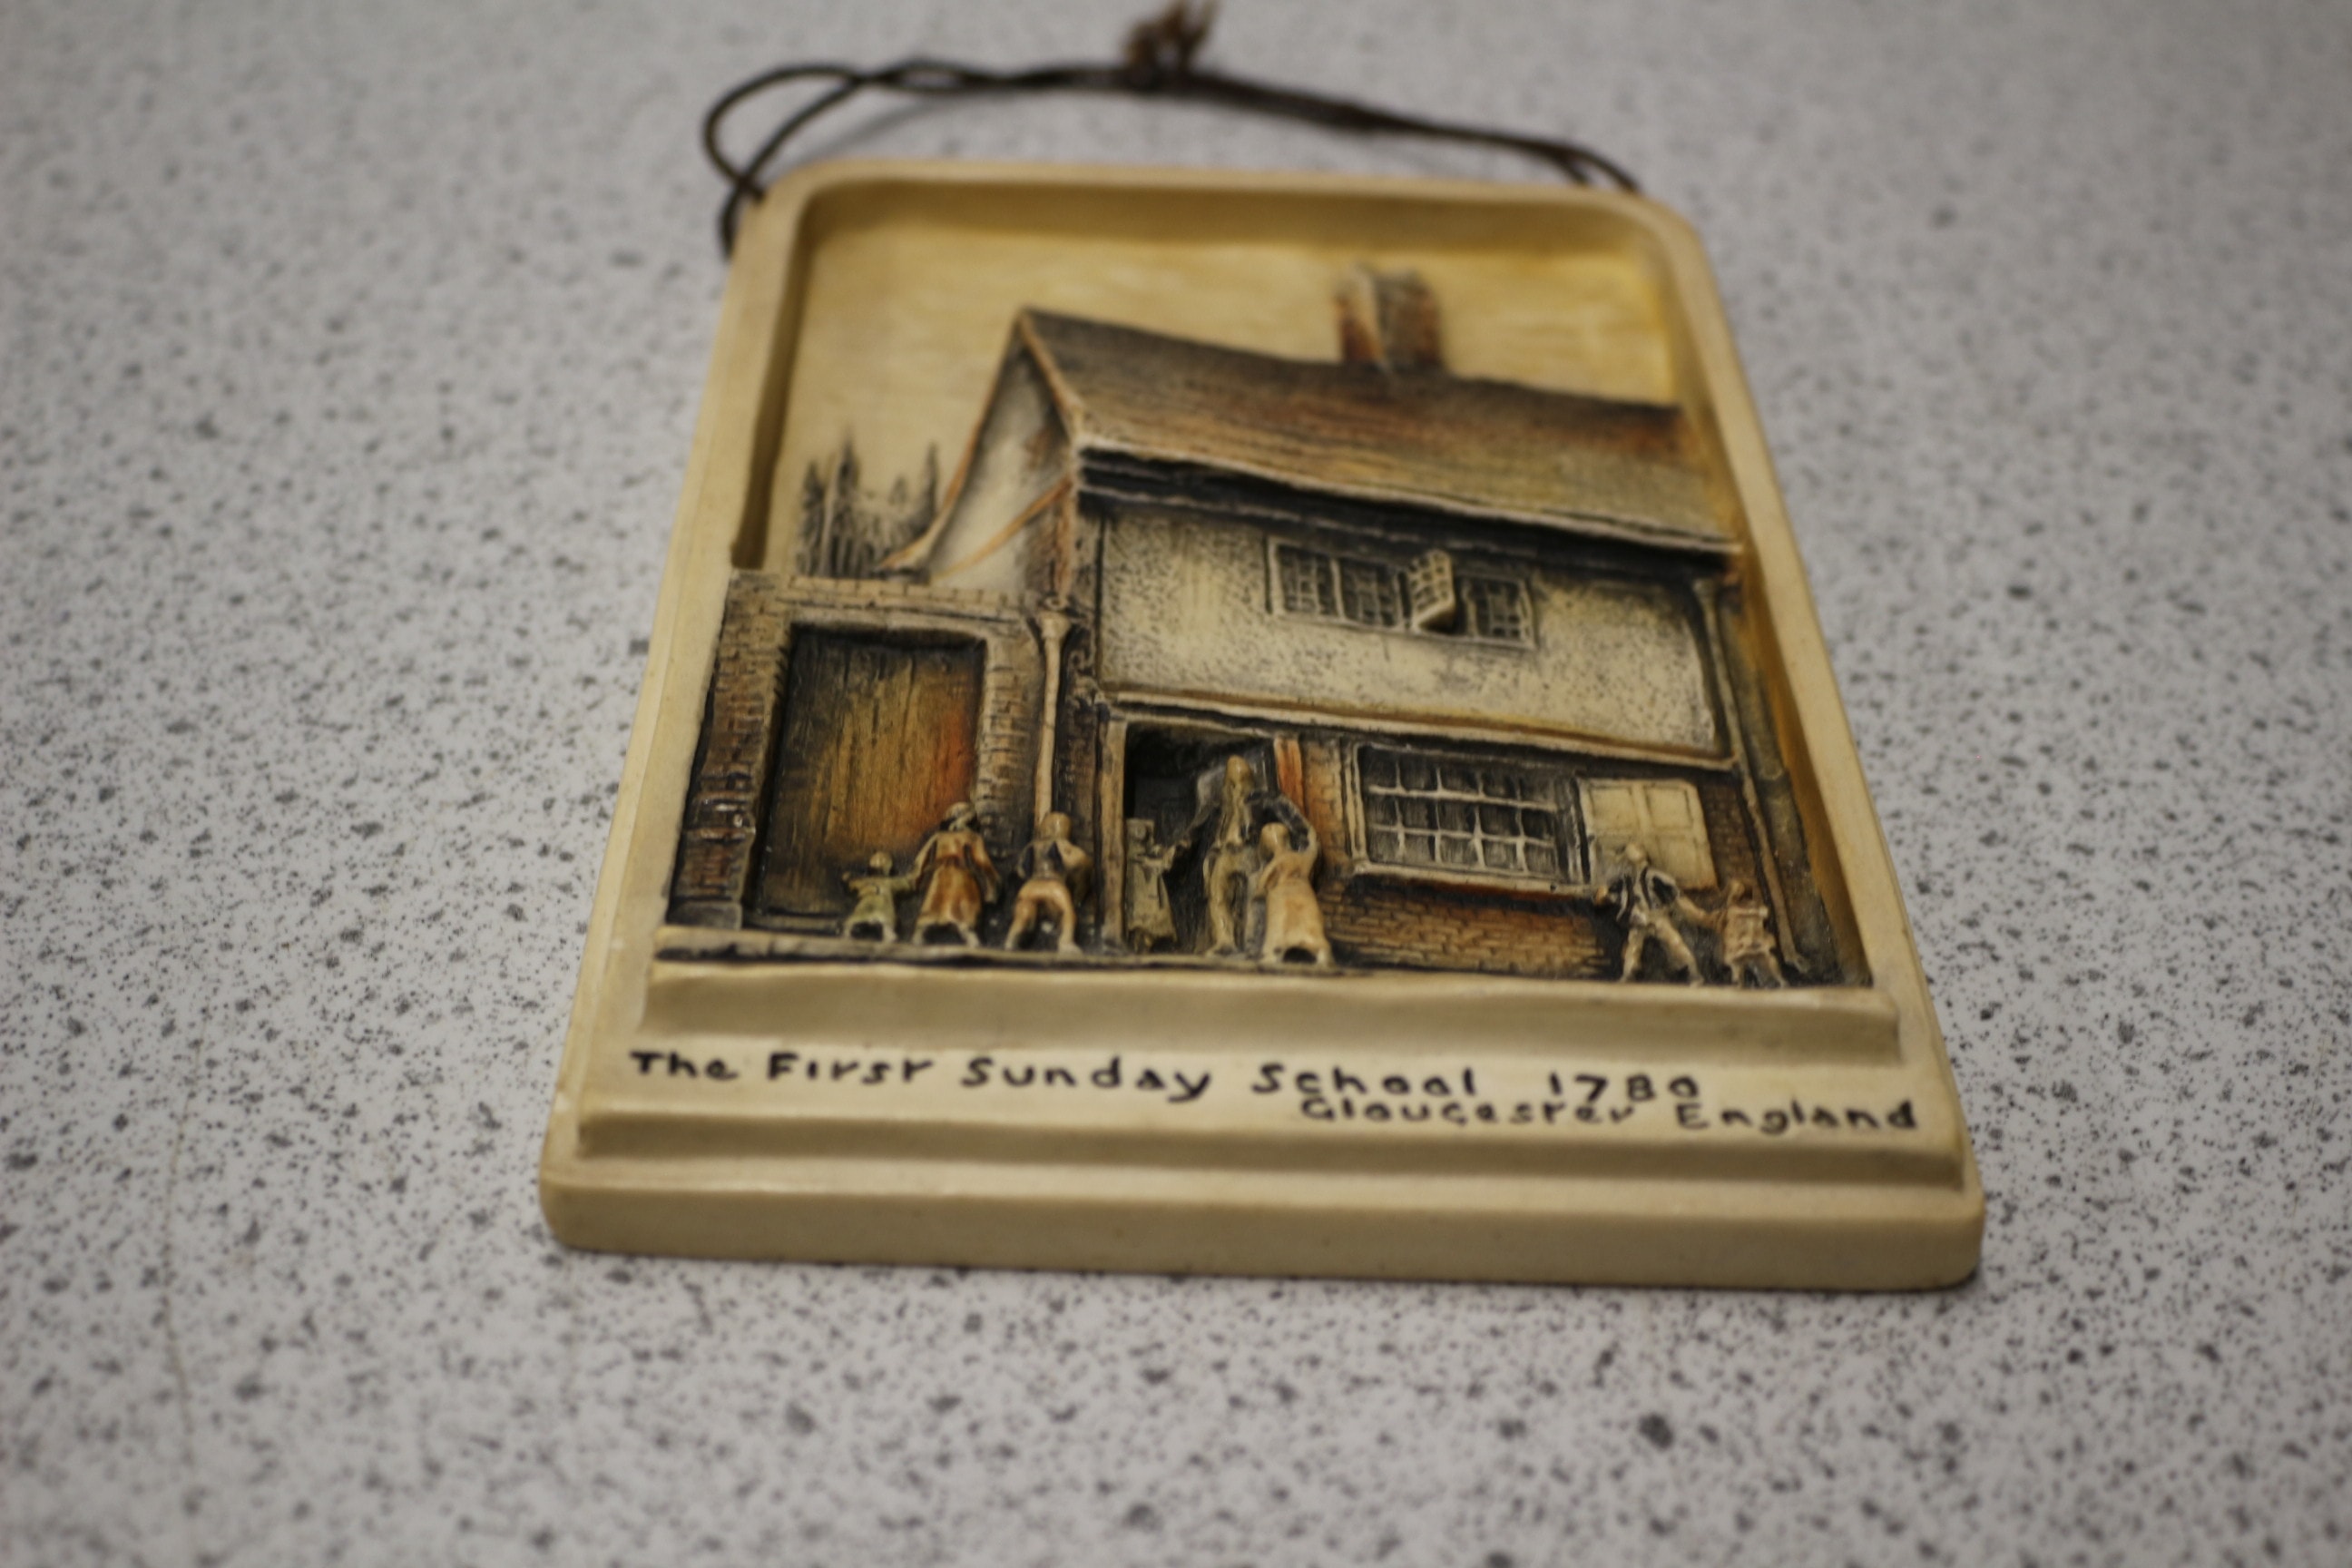 The First Sunday School 1780
Gloucester England